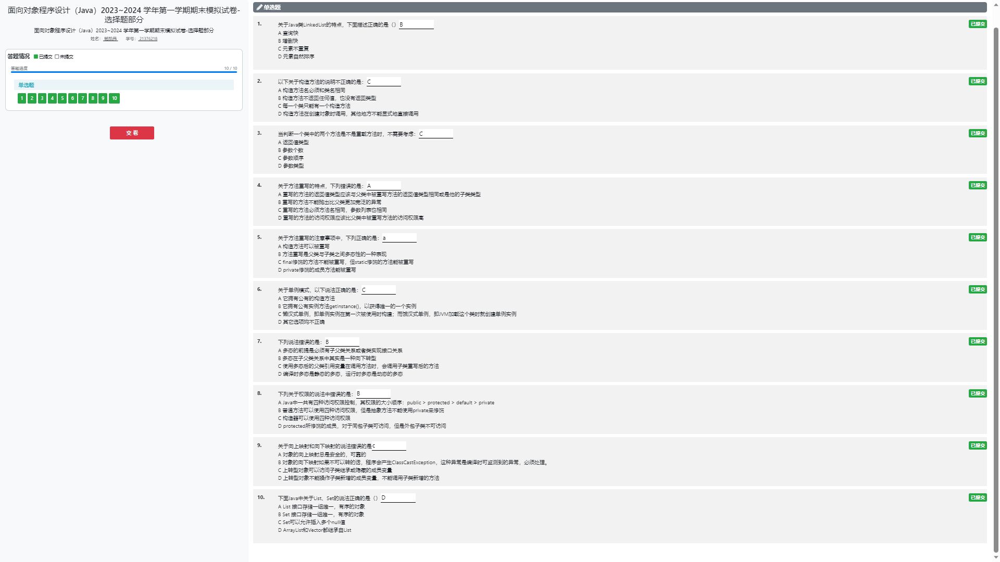 面向对象程序设计（Java）2023~2024 学年第一学期期末模拟试卷-
选择题部分
面向对象程序设计（Java）2023~2024 学年第一学期期末模拟试卷-选择题部分
姓名： 杨凯伟 学号： 21376218
答题情况 已提交 未提交
答题进度 10 / 10
单选题
1 2 3 4 5 6 7 8 9 10
交 卷
单选题
1. 关于Java类LinkedList的特点，下面描述正确的是（） B 已提交
A 查询快
B 增删快
C 元素不重复
D 元素自然排序
2. 以下关于构造方法的说明不正确的是： C 已提交
A 构造方法名必须和类名相同
B 构造方法不返回任何值，也没有返回类型
C 每一个类只能有一个构造方法
D 构造方法在创建对象时调用，其他地方不能显式地直接调用
3. 当判断一个类中的两个方法是不是重载方法时，不需要考虑： C 已提交
A 返回值类型
B 参数个数
C 参数顺序
D 参数类型
4. 关于方法重写的特点，下列错误的是： A 已提交
A 重写的方法的返回值类型应该与父类中被重写方法的返回值类型相同或是他的子类类型
B 重写的方法不能抛出比父类更加宽泛的异常
C 重写的方法必须方法名相同，参数列表也相同
D 重写的方法的访问权限应该比父类中被重写方法的访问权限高
5. 关于方法重写的注意事项中，下列正确的是： a 已提交
A 构造方法可以被重写
B 方法重写是父类与子类之间多态性的一种表现
C final修饰的方法不能被重写，但static修饰的方法能被重写
D private修饰的成员方法能被重写
6. 关于单例模式，以下说法正确的是： C 已提交
A 它拥有公有的构造方法
B 它拥有公有实例方法getInstance()，以获得唯一的一个实例
C 懒汉式单例，即单例实例在第一次被使用时构建；而饿汉式单例，即JVM加载这个类时就创建单例实例
D 其它选项均不正确
7. 下列说法错误的是： B 已提交
A 多态的前提是必须有子父类关系或者类实现接口关系
B 多态在子父类关系中其实是一种向下转型
C 使用多态后的父类引用变量在调用方法时，会调用子类重写后的方法
D 编译时多态是静态的多态，运行时多态是动态的多态
8. 下列关于权限的说法中错误的是： B 已提交
A Java中一共有四种访问权限控制，其权限的大小顺序：public > protected > default > private
B 普通方法可以使用四种访问权限，但是抽象方法不能使用private来修饰
C 构造器可以使用四种访问权限
D protected所修饰的成员，对于同包子类可访问，但是外包子类不可访问
9. 关于向上映射和向下映射的说法错误的是 c 已提交
A 对象的向上映射总是安全的，可靠的
B 对象的向下映射如果不可以转的话，程序会产生ClassCastException，这种异常是编译时可监测到的异常，必须处理。
C 上转型对象可以访问子类继承或隐藏的成员变量
D 上转型对象不能操作子类新增的成员变量，不能调用子类新增的方法
10. 下面Java中关于List、Set的说法正确的是（） D 已提交
A List 接口存储一组唯一，有序的对象
B Set 接口存储一组唯一，有序的对象
C Set可以允许插入多个null值
D ArrayList和Vector都继承自List